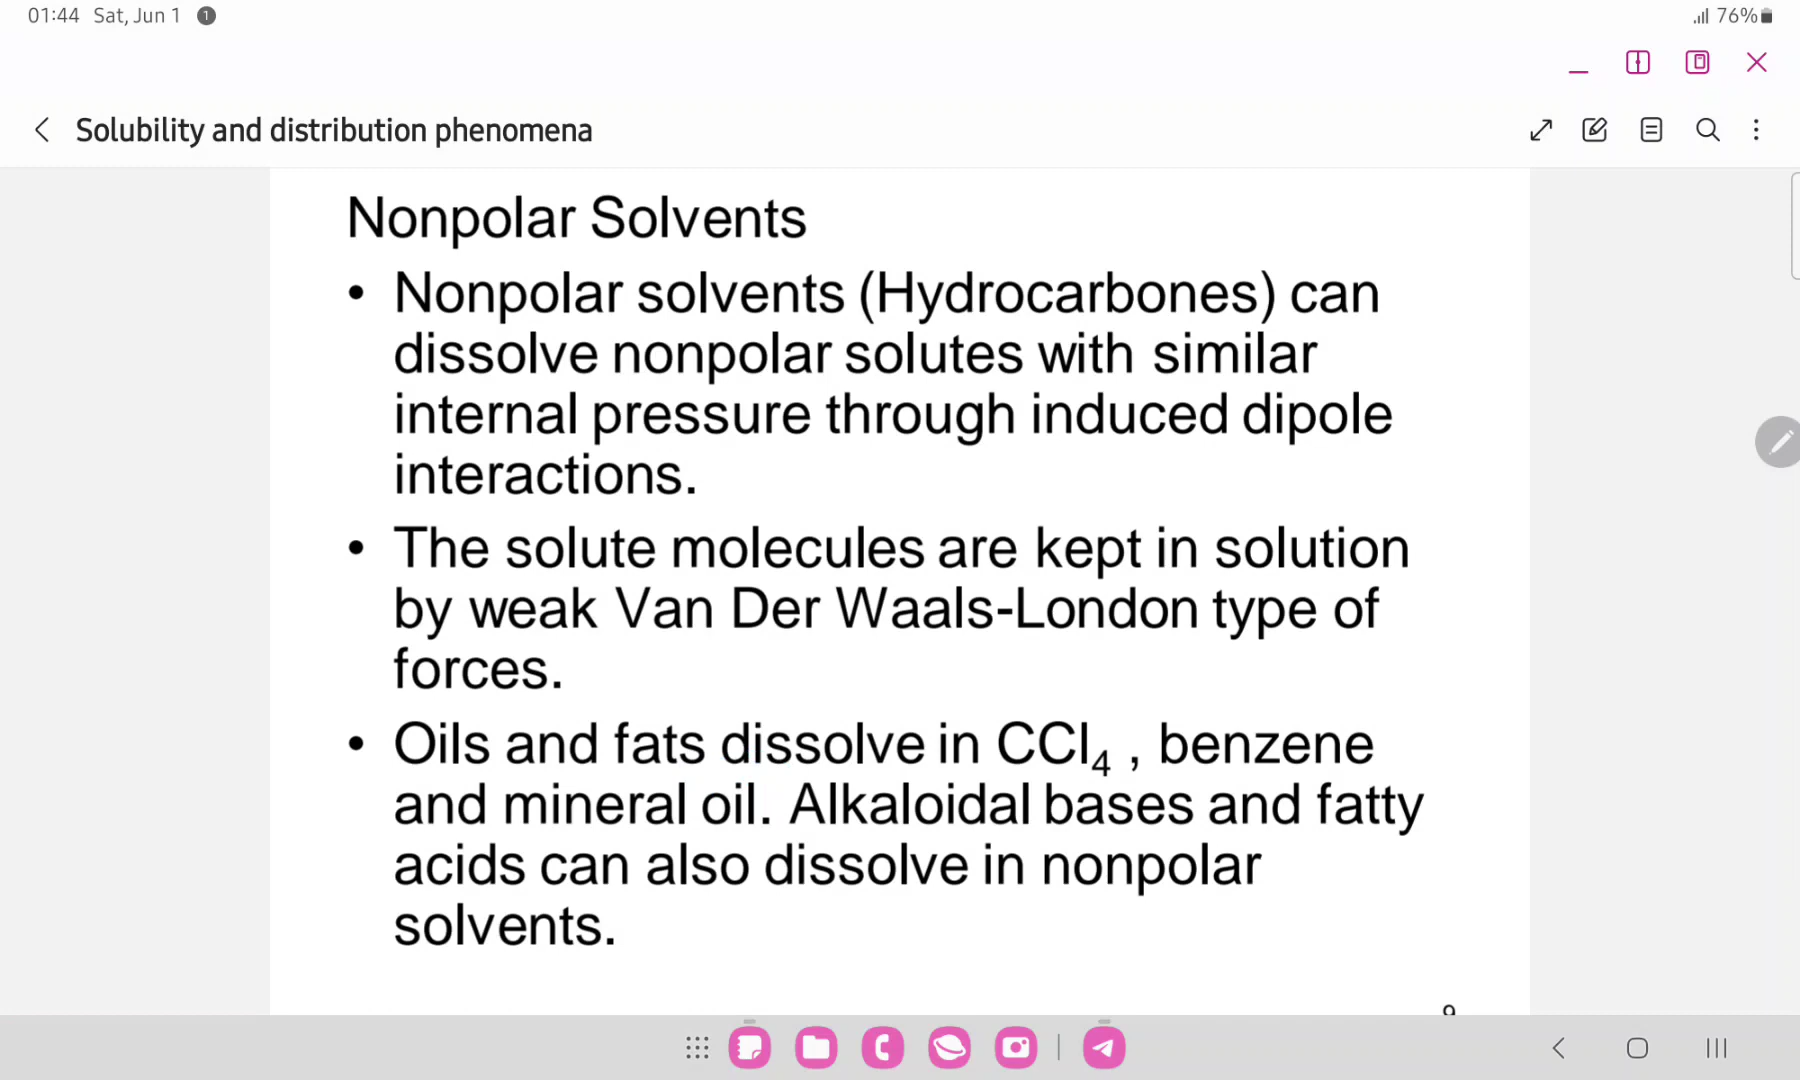 01:44 Sat, Jun 1 1
76%
Solubility and distribution phenomena
Nonpolar Solvents
• Nonpolar solvents (Hydrocarbones) can
dissolve nonpolar solutes with similar
internal pressure through induced dipole
interactions.
• The solute molecules are kept in solution
by weak Van Der Waals-London type of
forces.
• Oils and fats dissolve in CCl₄ , benzene
and mineral oil. Alkaloidal bases and fatty
acids can also dissolve in nonpolar
solvents.